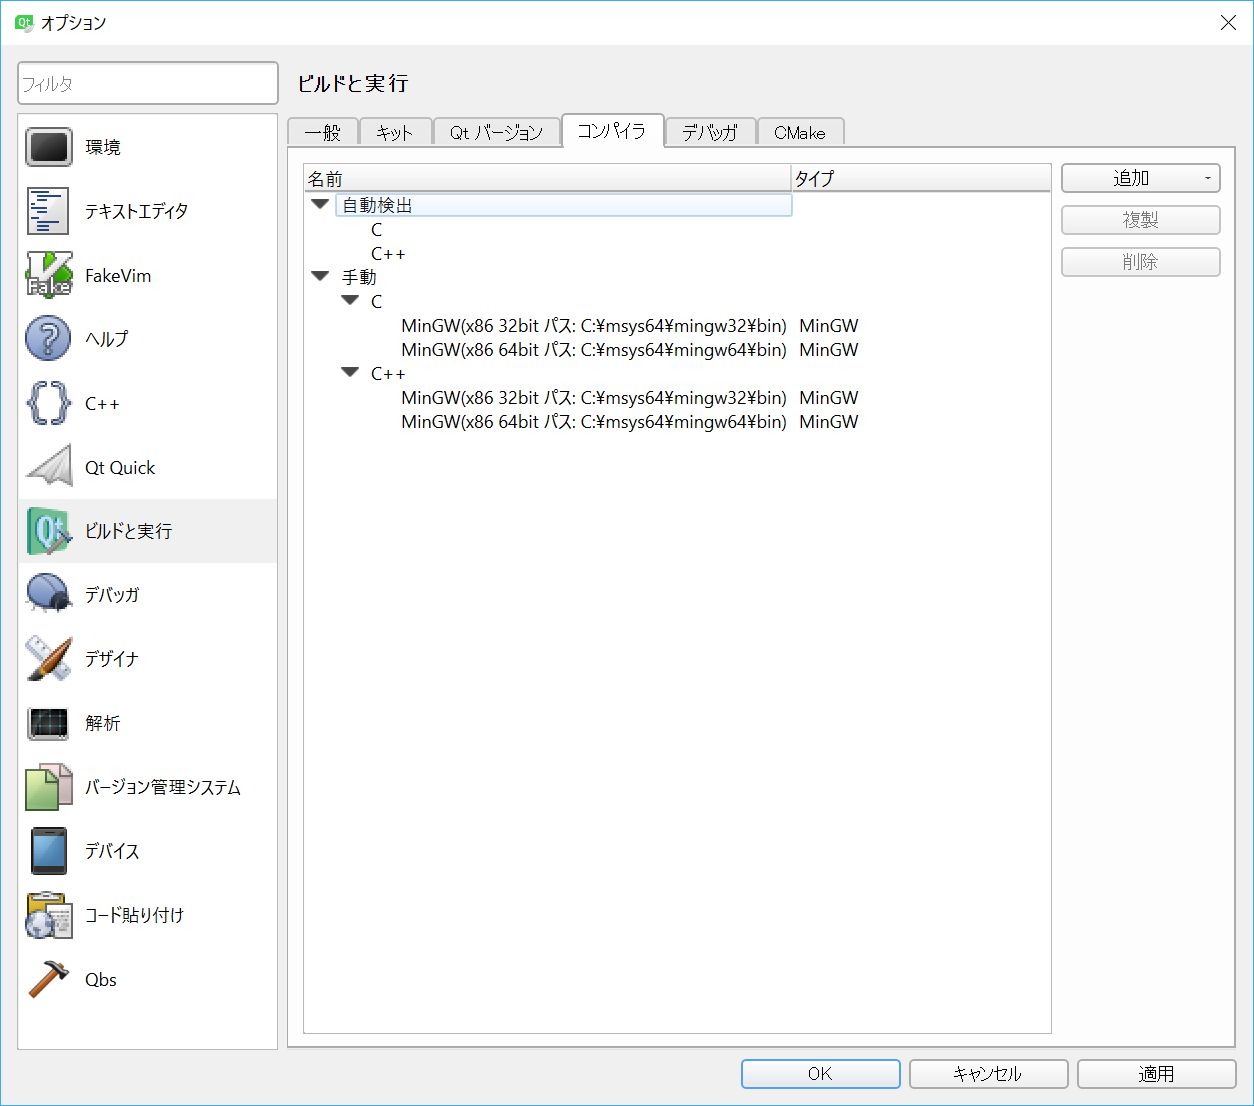 オプション
フィルタ
環境
テキストエディタ
FakeVim
ヘルプ
C++
Qt Quick
ビルドと実行
デバッガ
デザイナ
解析
バージョン管理システム
デバイス
コード貼り付け
Qbs
ビルドと実行
一般 キット Qt バージョン コンパイラ デバッガ CMake
名前 タイプ
自動検出
C
C++
手動
C
MinGW(x86 32bit パス: C:¥msys64¥mingw32¥bin) MinGW
MinGW(x86 64bit パス: C:¥msys64¥mingw64¥bin) MinGW
C++
MinGW(x86 32bit パス: C:¥msys64¥mingw32¥bin) MinGW
MinGW(x86 64bit パス: C:¥msys64¥mingw64¥bin) MinGW
追加
複製
削除
OK キャンセル 適用